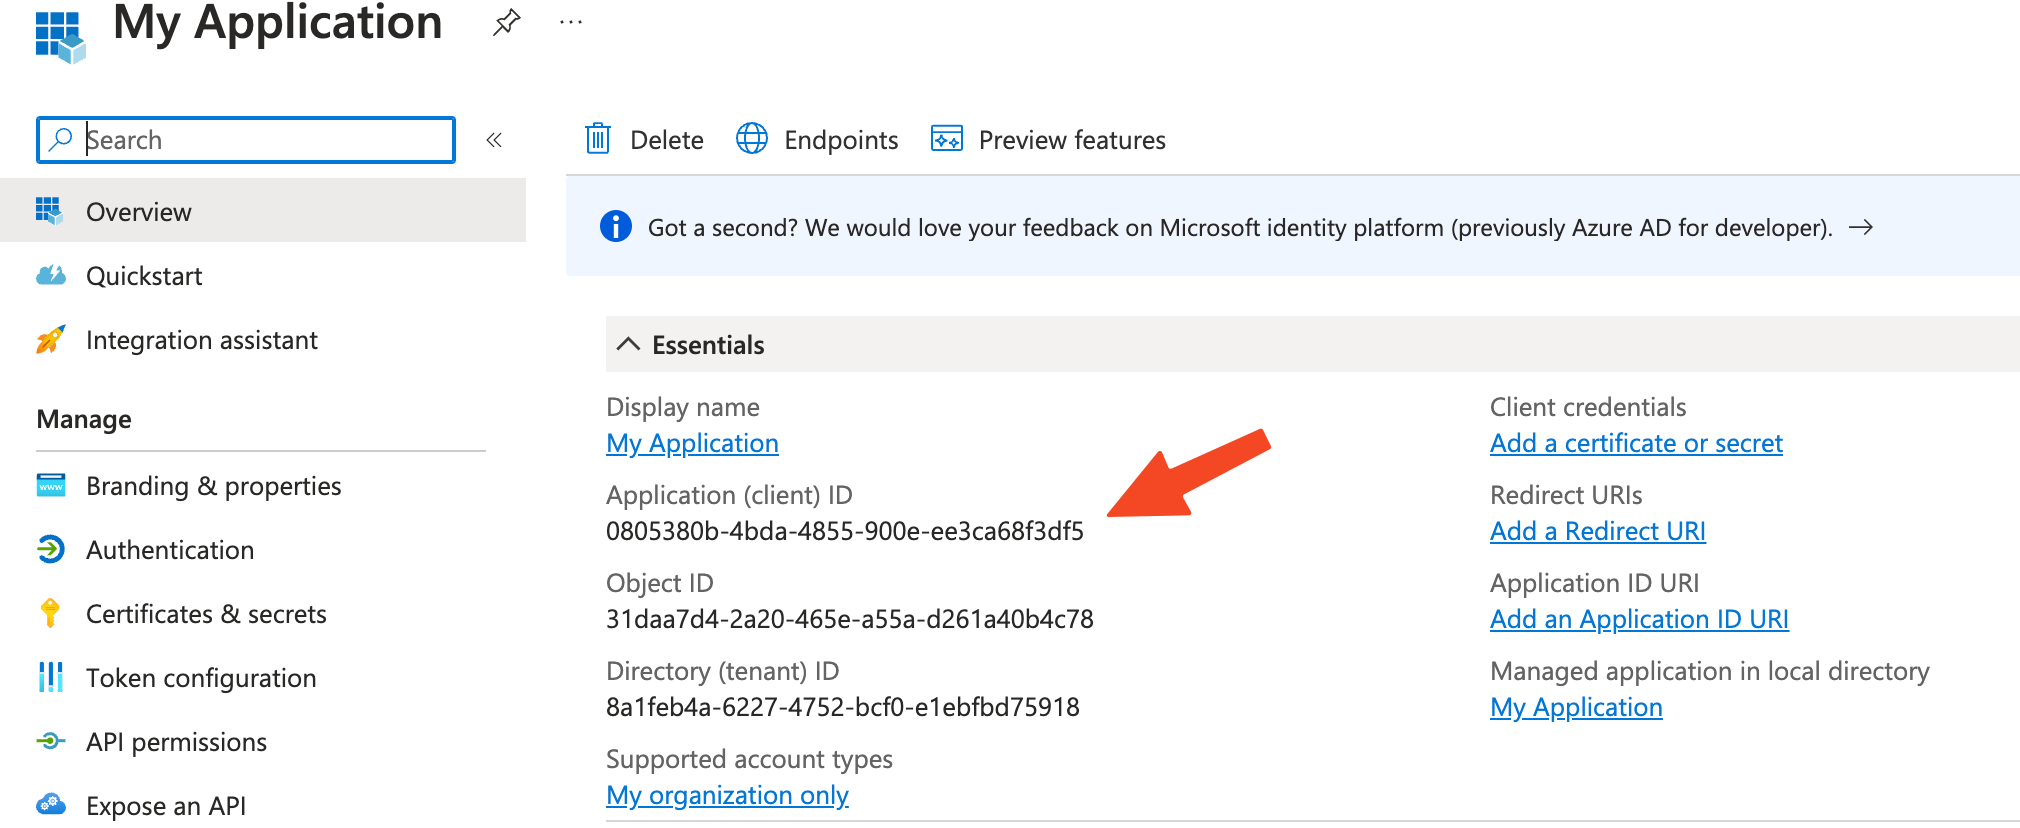 My Application
Search
Overview
Quickstart
Integration assistant
Manage
www
Branding & properties
Authentication
Certificates & secrets
Token configuration
API permissions
Expose an API
Delete
Endpoints
Preview features
Got a second? We would love your feedback on Microsoft identity platform (previously Azure AD for developer). →
Essentials
Display name
My Application
Application (client) ID
0805380b-4bda-4855-900e-ee3ca68f3df5
Object ID
31daa7d4-2a20-465e-a55a-d261a40b4c78
Directory (tenant) ID
8a1feb4a-6227-4752-bcf0-e1ebfbd75918
Supported account types
My organization only
Client credentials
Add a certificate or secret
Redirect URIs
Add a Redirect URI
Application ID URI
Add an Application ID URI
Managed application in local directory
My Application